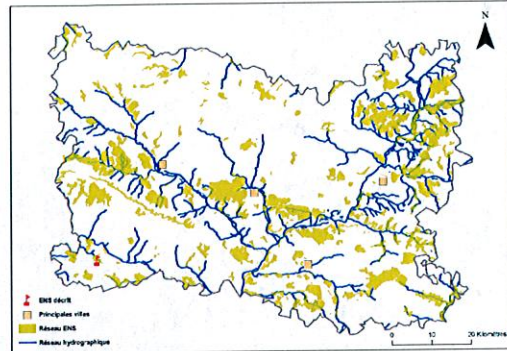 N
ENS décrit
Principales villes
Réseau ENS
Réseau hydrographique
0 10 20 Kilomètres